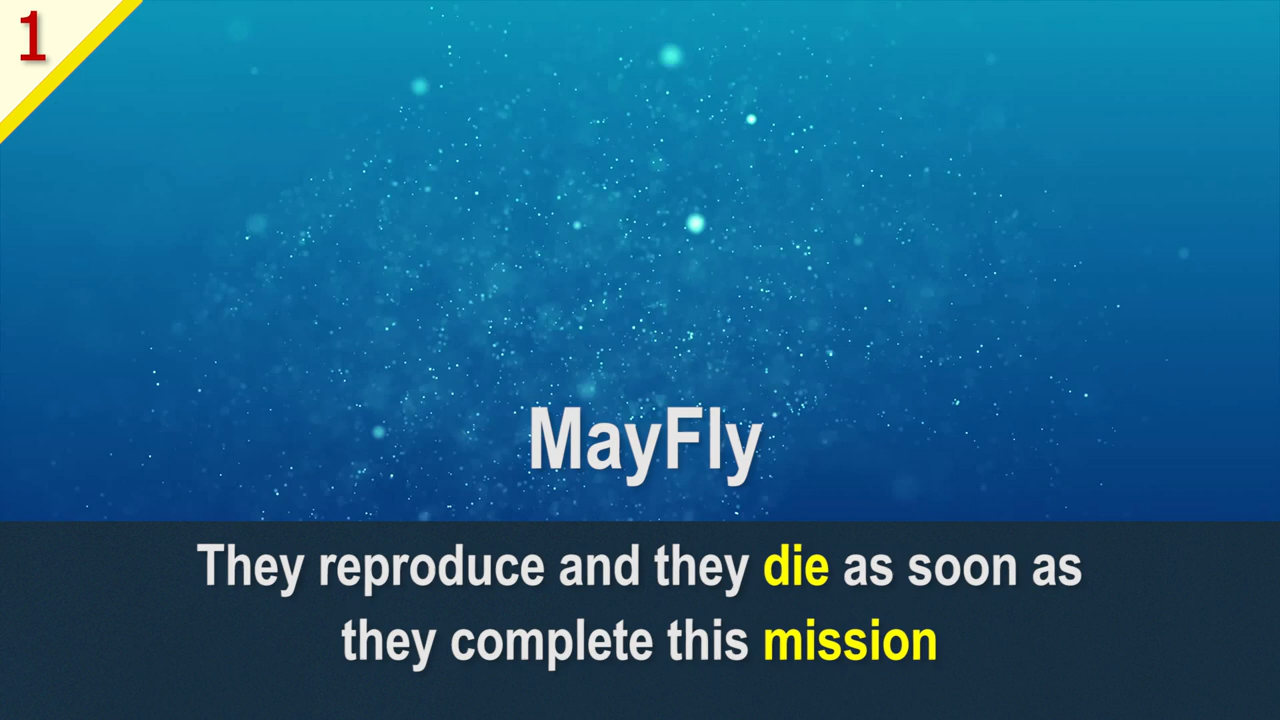 1
MayFly
They reproduce and they die as soon as
they complete this mission